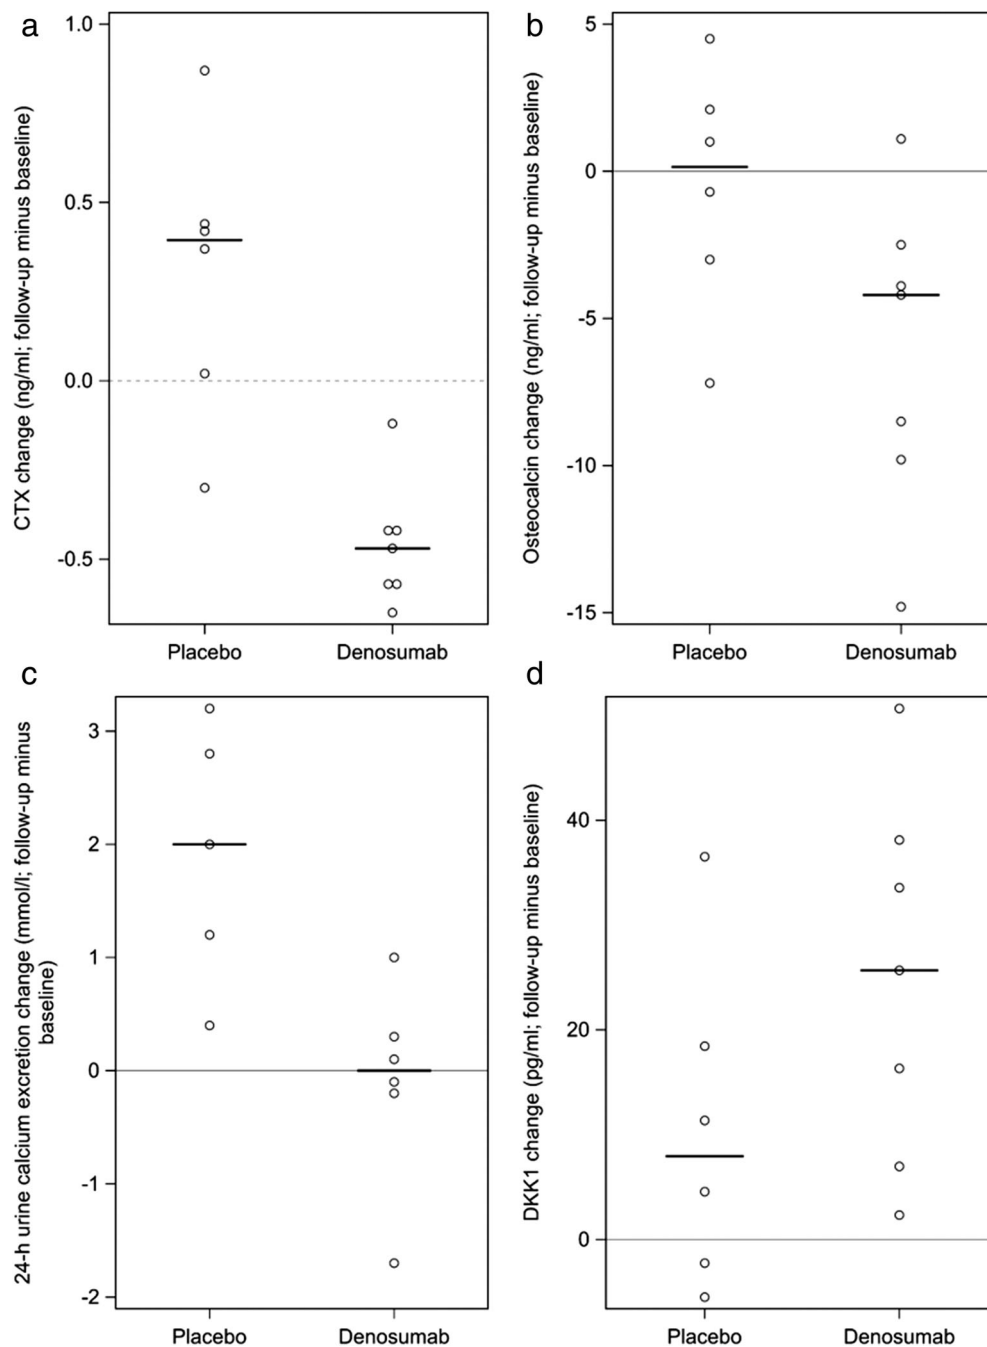 a
CTX change (ng/ml; follow-up minus baseline)
1.0
0.5
0.0
-0.5
Placebo
Denosumab
b
Osteocalcin change (ng/ml; follow-up minus baseline)
5
0
-5
-10
-15
Placebo
Denosumab
c
24-h urine calcium excretion change (mmol/l; follow-up minus
baseline)
3
2
1
0
-1
-2
Placebo
Denosumab
d
DKK1 change (pg/ml; follow-up minus baseline)
40
20
0
Placebo
Denosumab